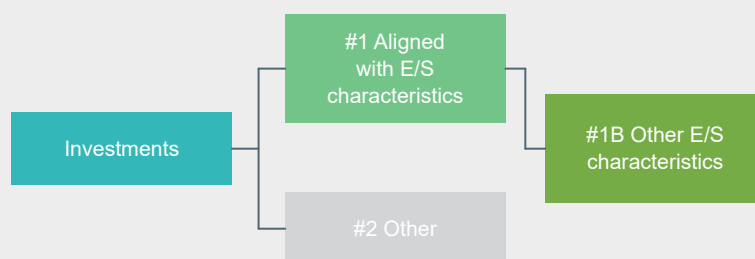 #1 Aligned
with E/S
characteristics
Investments
#1B Other E/S
characteristics
#2 Other